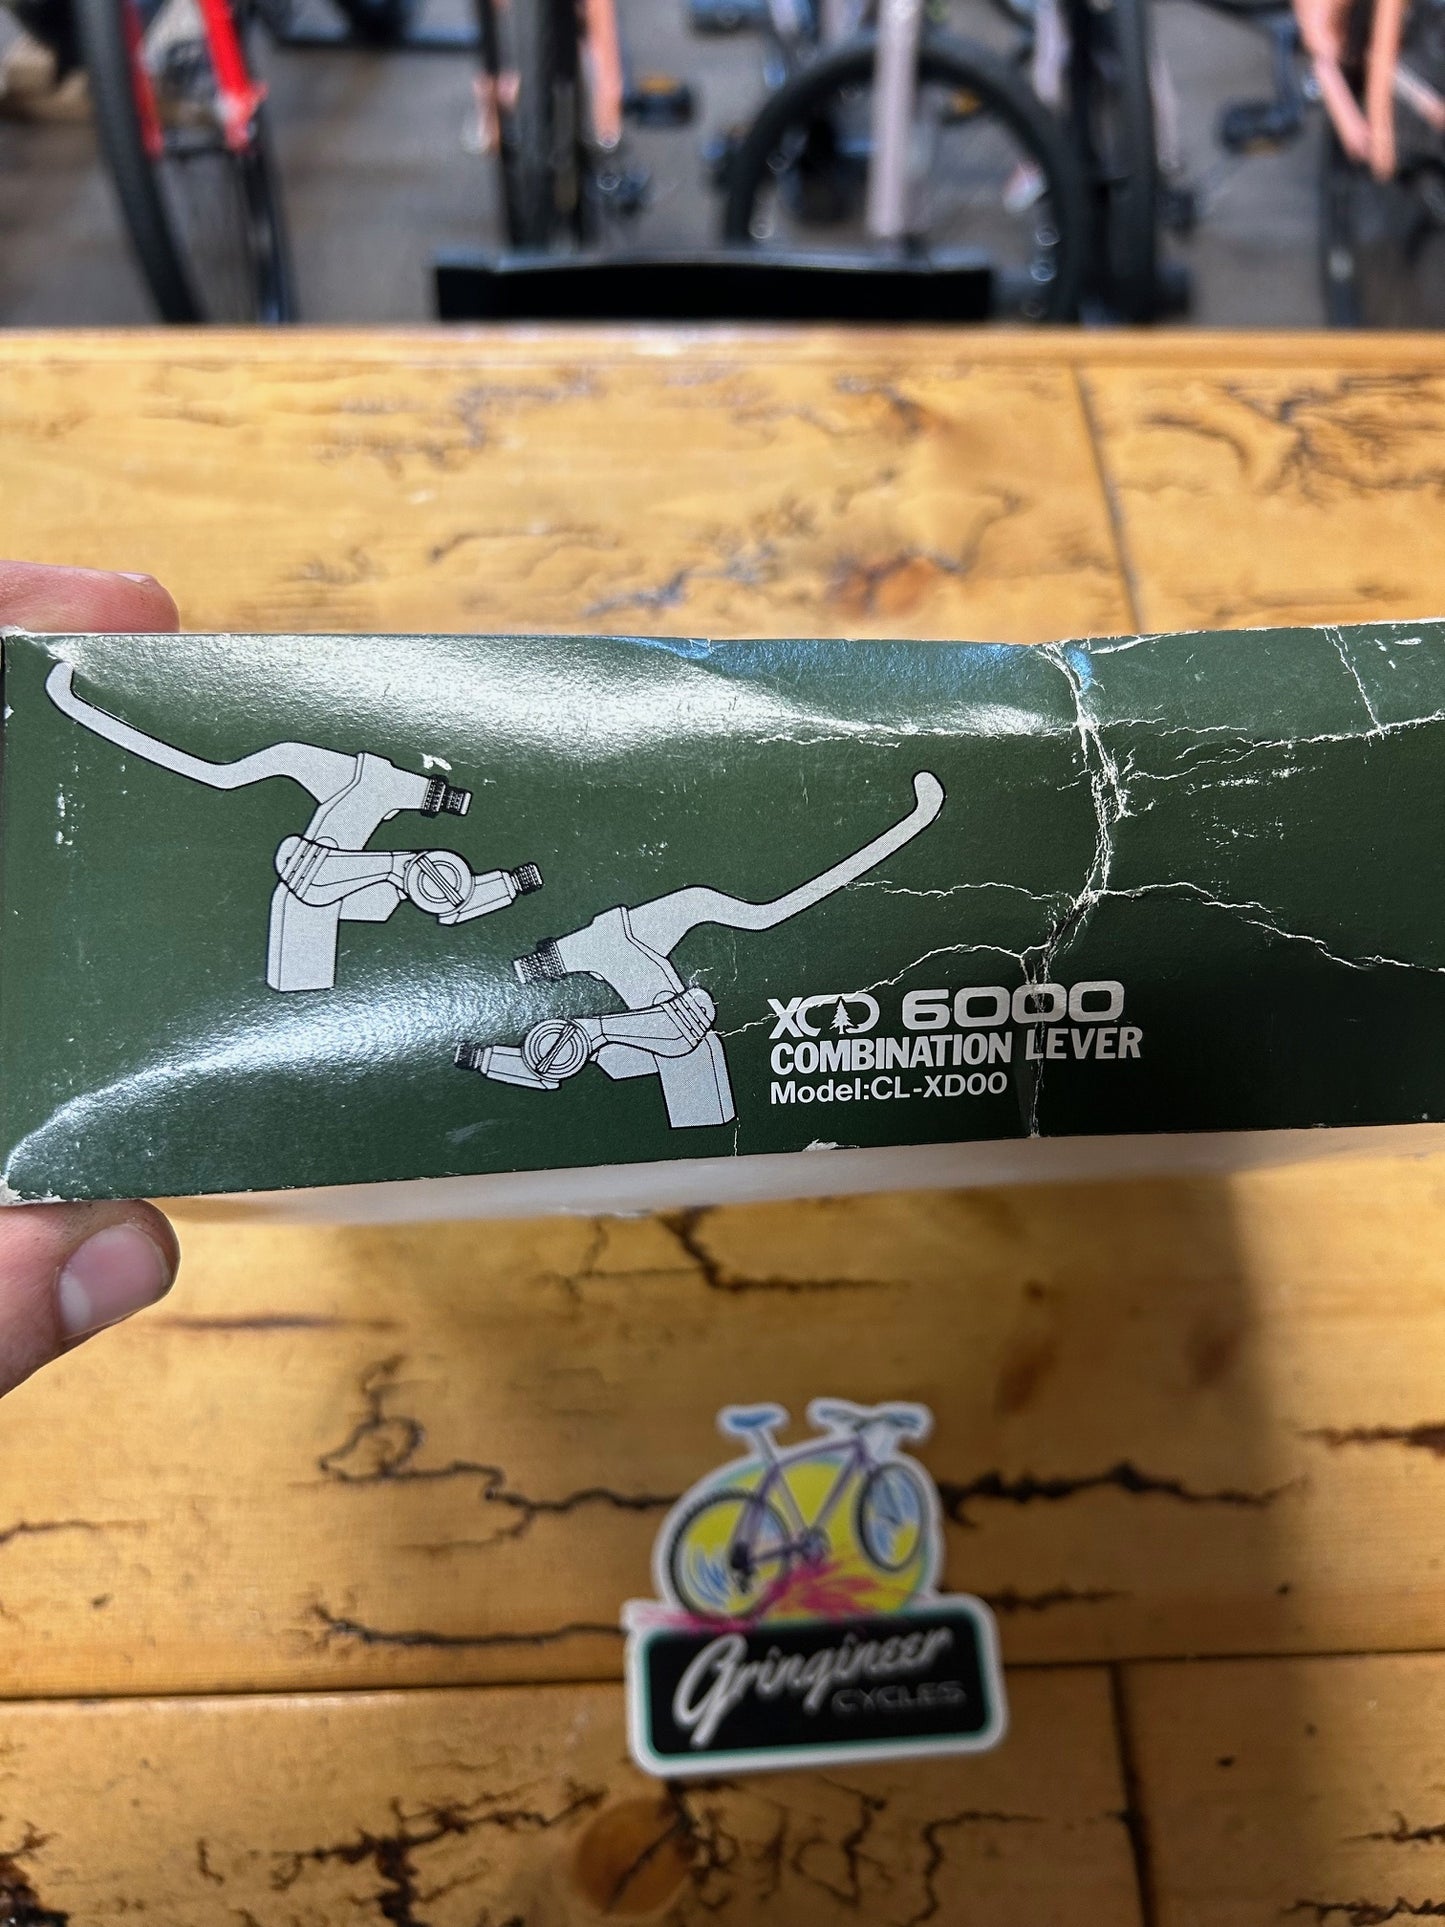 XCD 6000
COMBINATION LEVER
Model:CL-XD00
Gringineer
CYCLES